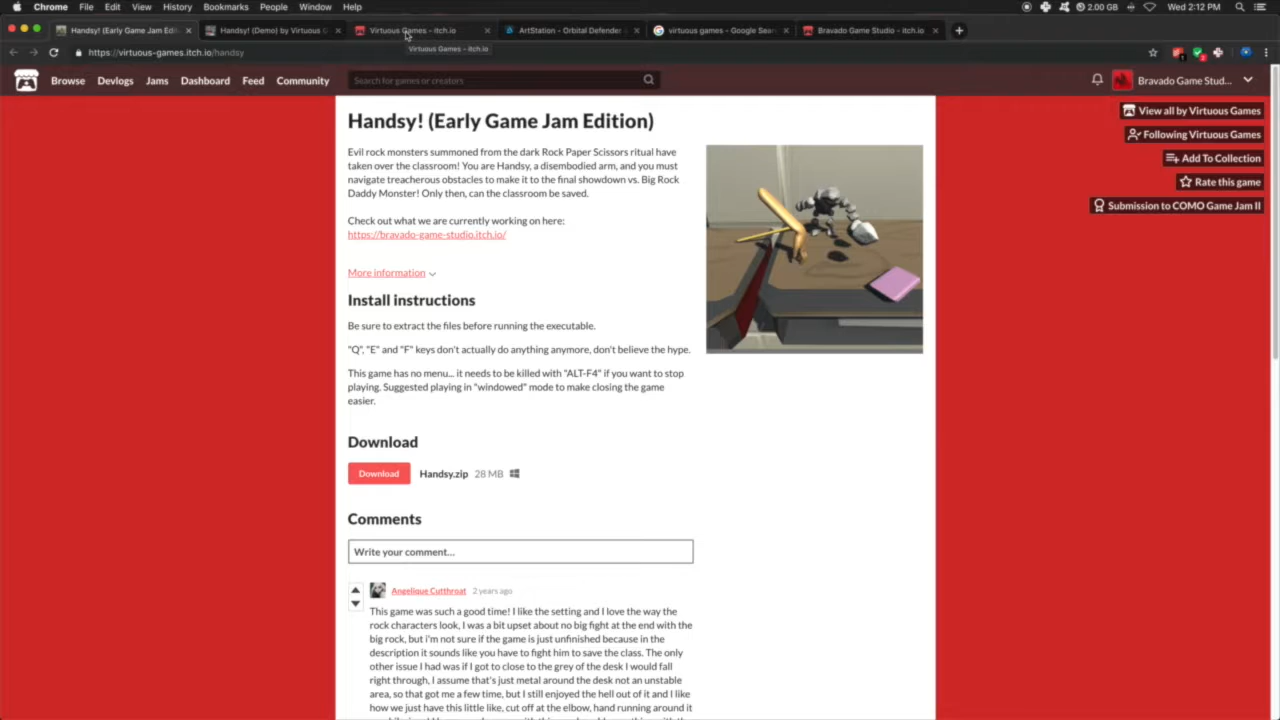 Chrome File Edit View History Bookmarks People Window Help 2.00 GB Wed 2:12 PM
Handsy! (Early Game Jam Edit Handsy! (Demo) by Virtuous Virtuous Games - itch.io ArtStation - Orbital Defender virtuous games - Google Sear Bravado Game Studio - itch.io
Virtuous Games - itch.io
https://virtuous-games.itch.io/handsy
Browse Devlogs Jams Dashboard Feed Community Search for games or creators Bravado Game Stud...
View all by Virtuous Games
Following Virtuous Games
Add To Collection
Rate this game
Submission to COMO Game Jam II
Handsy! (Early Game Jam Edition)
Evil rock monsters summoned from the dark Rock Paper Scissors ritual have
taken over the classroom! You are Handsy, a disembodied arm, and you must
navigate treacherous obstacles to make it to the final showdown vs. Big Rock
Daddy Monster! Only then, can the classroom be saved.
Check out what we are currently working on here:
https://bravado-game-studio.itch.io/
More information
Install instructions
Be sure to extract the files before running the executable.
"Q", "E" and "F" keys don't actually do anything anymore, don't believe the hype.
This game has no menu... it needs to be killed with "ALT-F4" if you want to stop
playing. Suggested playing in "windowed" mode to make closing the game
easier.
Download
Download Handsy.zip 28 MB
Comments
Write your comment...
Angelique Cutthroat 2 years ago
This game was such a good time! I like the setting and I love the way the
rock characters look, I was a bit upset about no big fight at the end with the
big rock, but i'm not sure if the game is just unfinished because in the
description it sounds like you have to fight him to save the class. The only
other issue I had was if I got to close to the grey of the desk I would fall
right through, I assume that's just metal around the desk not an unstable
area, so that got me a few time, but I still enjoyed the hell out of it and I like
how we just have this little like, cut off at the elbow, hand running around it